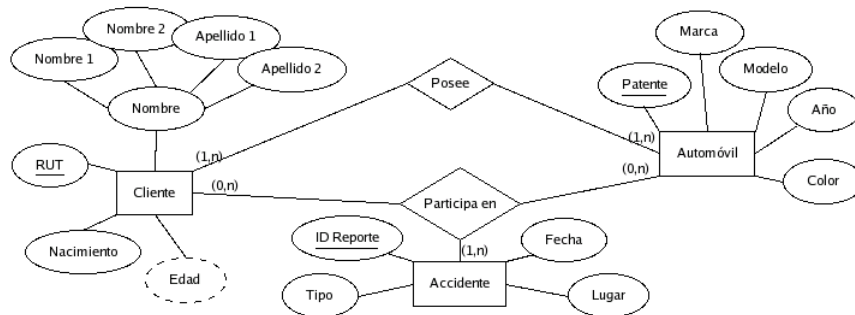 Nombre 2
Apellido 1
Nombre 1
Apellido 2
Nombre
Posee
Marca
Patente
Modelo
Año
(1,n)
(1,n)
Automóvil
RUT
(0,n)
(0,n)
Cliente
Color
Participa en
Nacimiento
ID Reporte
(1,n)
Fecha
Edad
Accidente
Tipo
Lugar